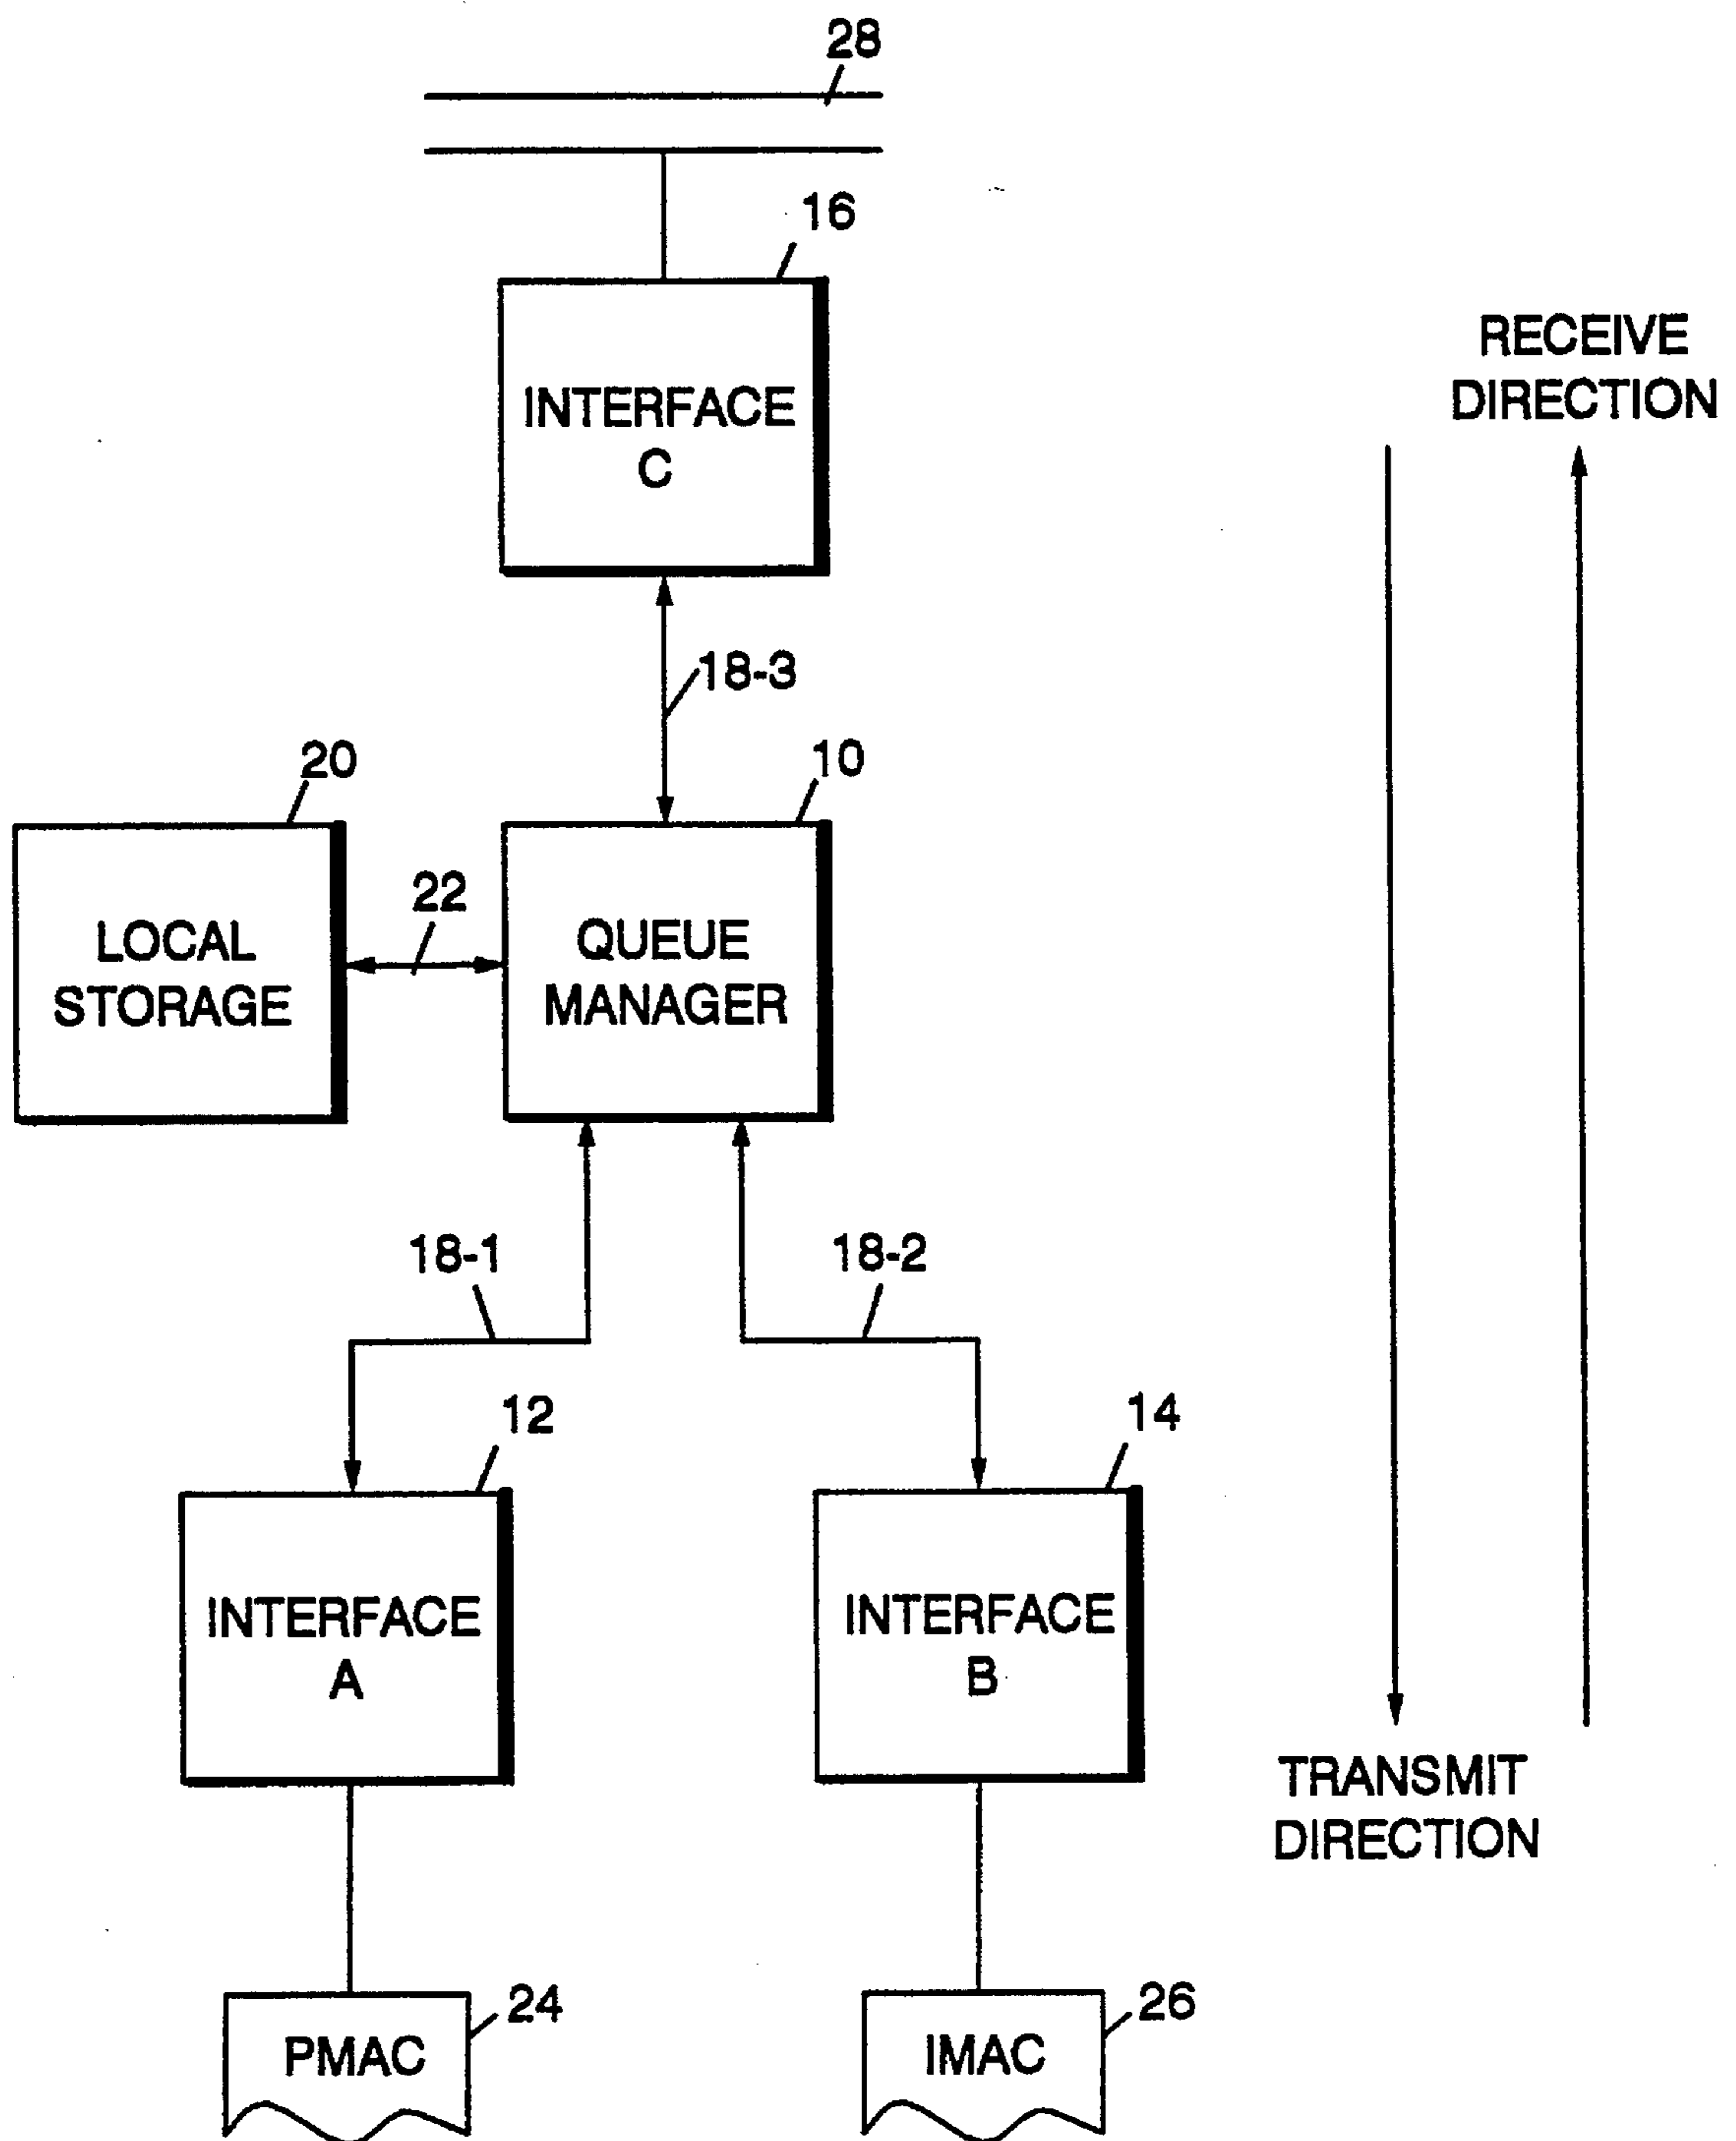 28
16
INTERFACE
C
RECEIVE
DIRECTION
18-3
20
10
LOCAL
STORAGE
22
QUEUE
MANAGER
18-1
18-2
12
14
INTERFACE
A
INTERFACE
B
TRANSMIT
DIRECTION
24
PMAC
26
IMAC